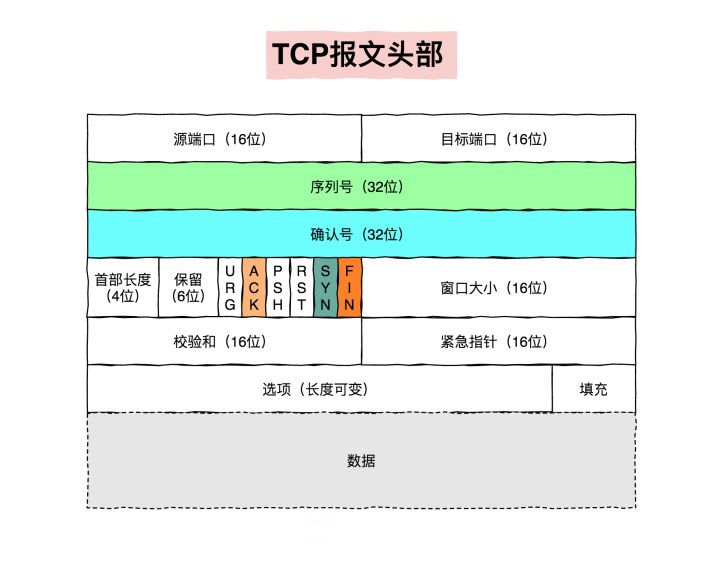 TCP报文头部
源端口（16位）
目标端口（16位）
序列号（32位）
确认号（32位）
首部长度
（4位）
保留
（6位）
URG
ACK
PSH
RST
SYN
FIN
窗口大小（16位）
校验和（16位）
紧急指针（16位）
选项（长度可变）
填充
数据